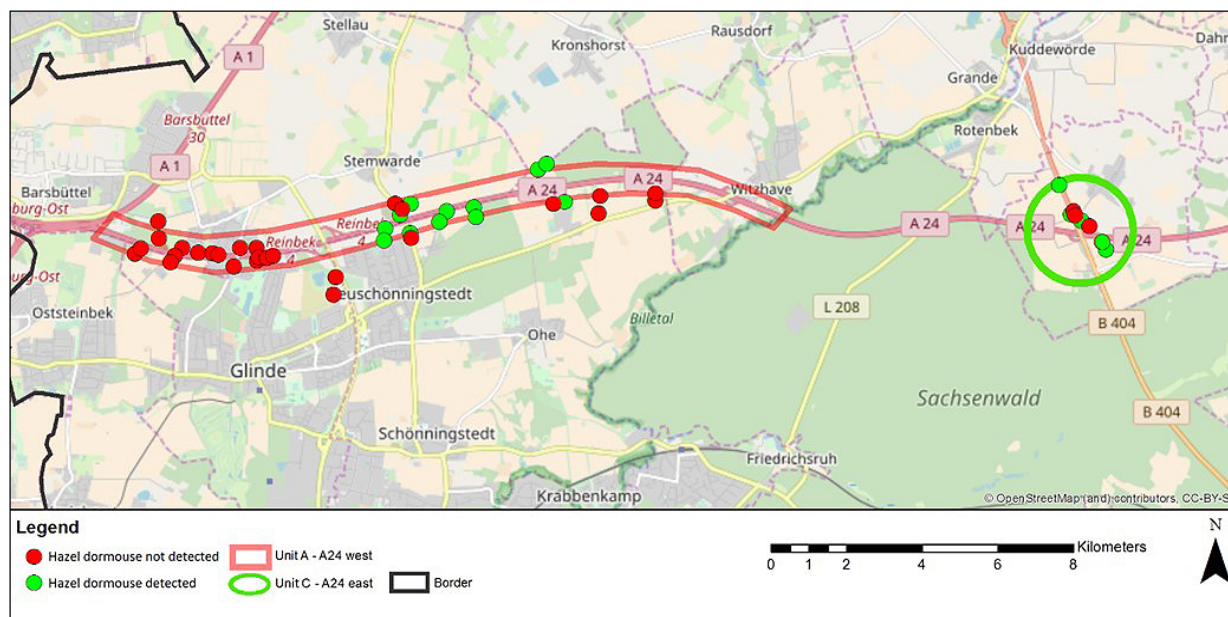 Stellau
Rausdorf
Kronshorst
Kuddewörde
Dahr
A 1
Grande
Barsbüttel
30
Rotenbek
A 1
Stemwarde
A 24
A 24
Barsbüttel
Witzhave
burg-Ost
Reinbek
4
A 24
A 24
A 24
Reinbek
4
burg-Ost
euschönningstedt
Oststeinbek
Billetal
L 208
B 404
Ohe
Glinde
Sachsenwald
B 404
Schönningstedt
Friedrichsruh
Krabbenkamp
© OpenStreetMap (and) contributors, CC-BY-S
Legend
Hazel dormouse not detected
Unit A - A24 west
Hazel dormouse detected
Unit C - A24 east
Border
Kilometers
0 1 2 4 6 8
N